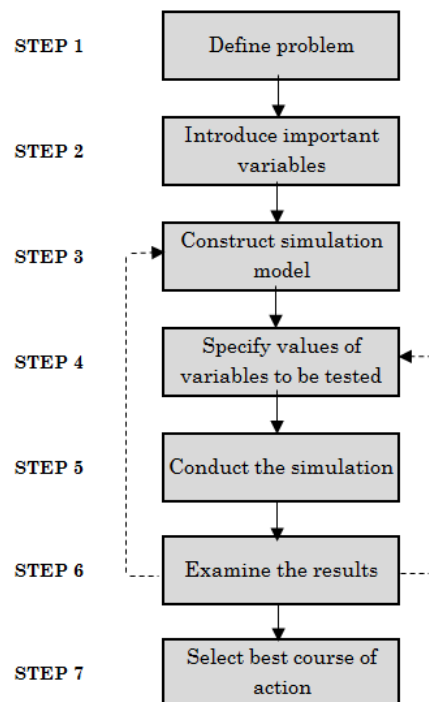 STEP 1
Define problem
STEP 2
Introduce important
variables
STEP 3
Construct simulation
model
STEP 4
Specify values of
variables to be tested
STEP 5
Conduct the simulation
STEP 6
Examine the results
STEP 7
Select best course of
action